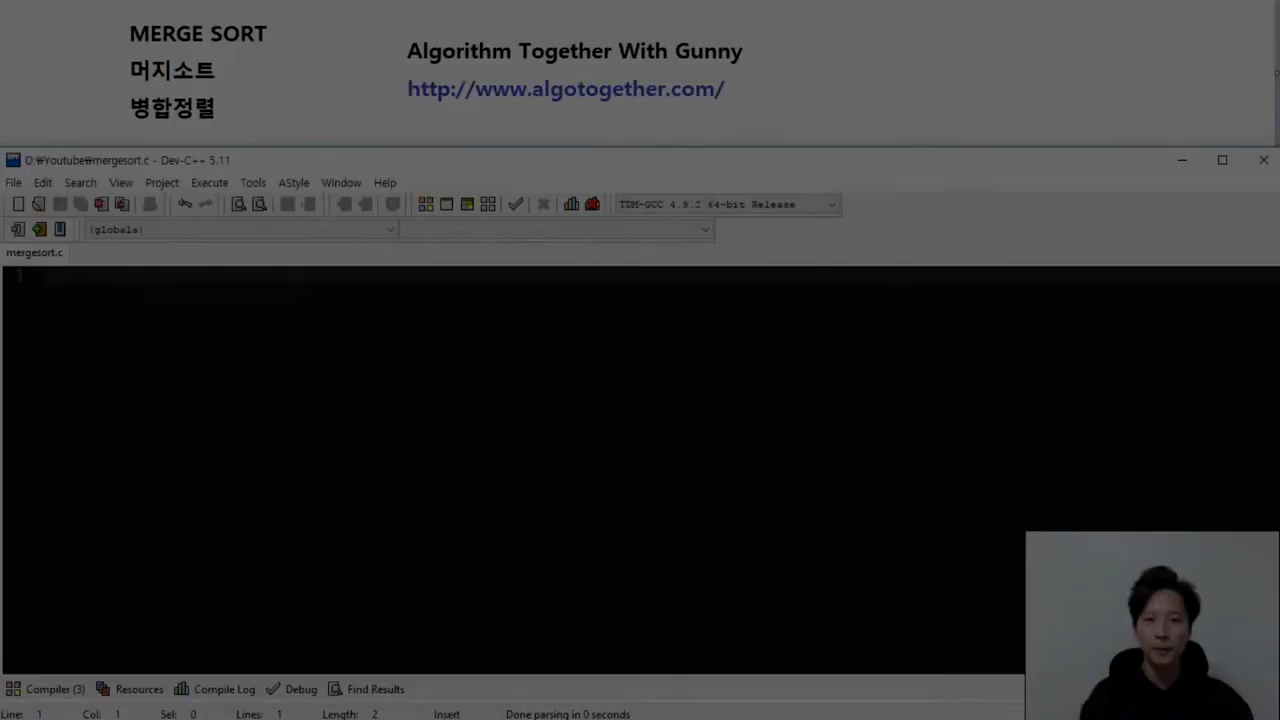 MERGE SORT
머지소트
병합정렬
Algorithm Together With Gunny
http://www.algotogether.com/
D:₩Youtube₩mergesort.c - Dev-C++ 5.11
File Edit Search View Project Execute Tools AStyle Window Help
TDM-GCC 4.9.2 64-bit Release
(globals)
mergesort.c
1
Compiler (3) Resources Compile Log Debug Find Results
Line: 1 Col: 1 Sel: 0 Lines: 1 Length: 2 Insert Done parsing in 0 seconds